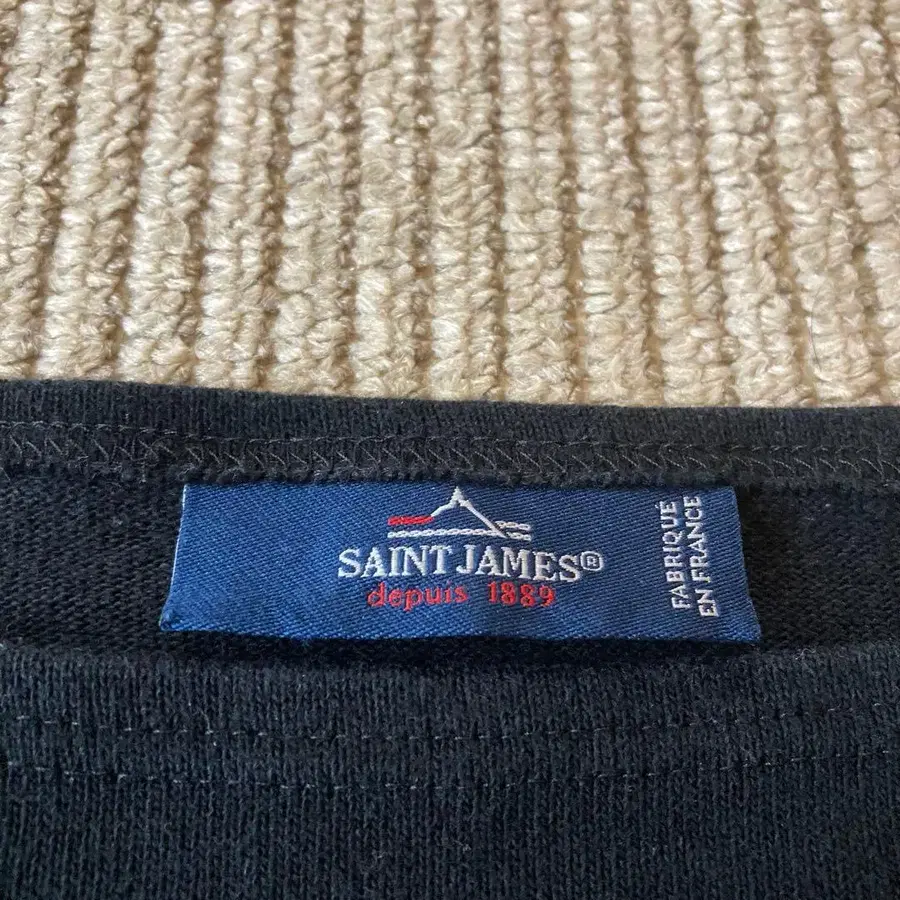 SAINT JAMES®
depuis 1889
FABRIQUÉ
EN FRANCE